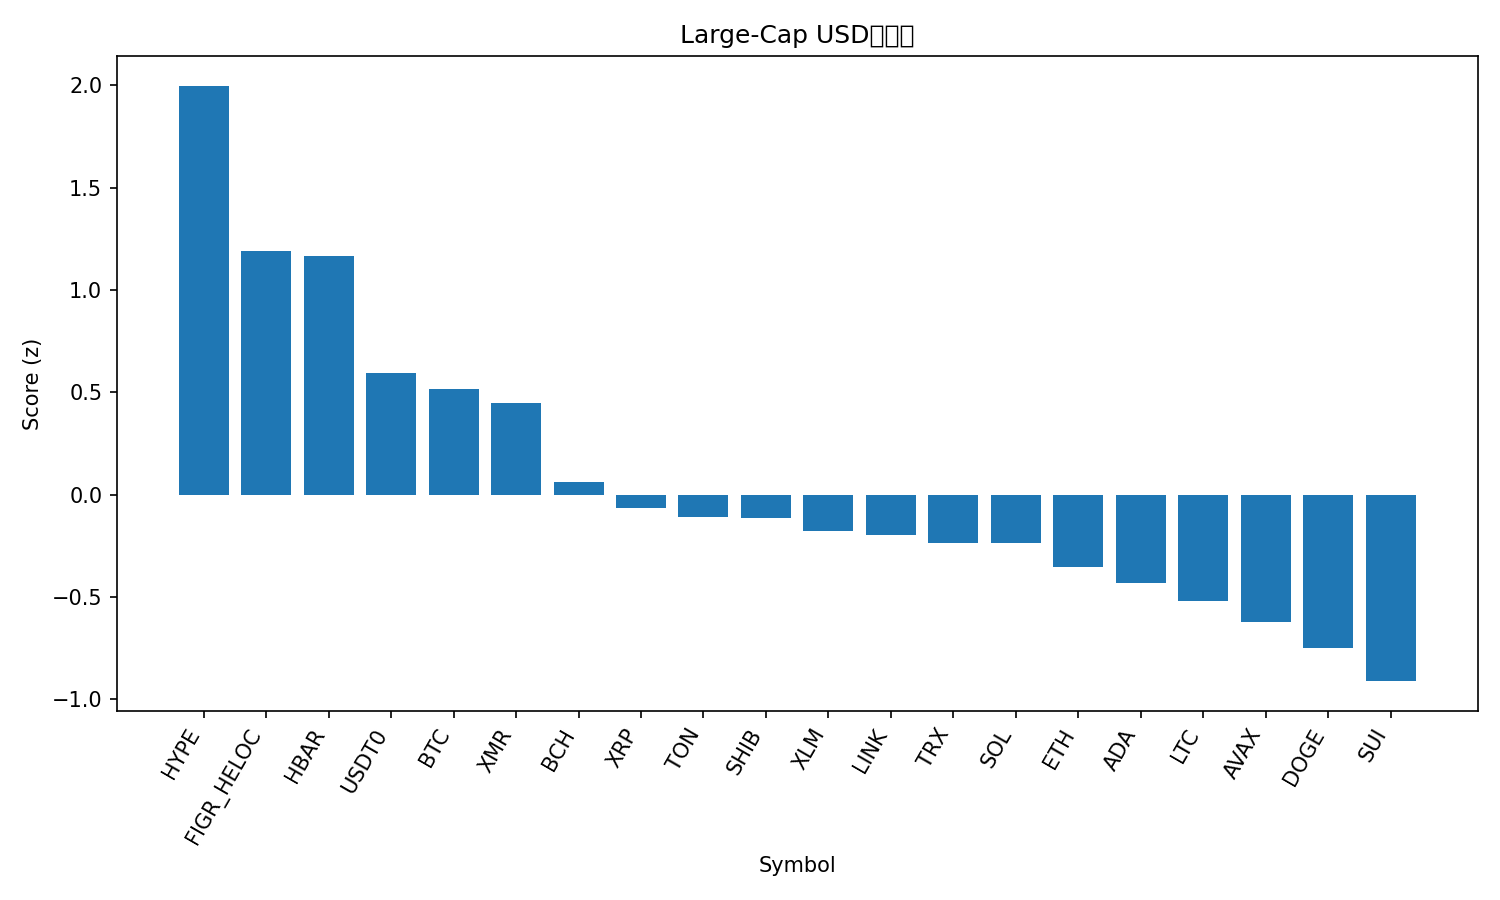 Large-Cap USD
2.0
1.5
1.0
0.5
0.0
−0.5
−1.0
Score (z)
HYPE
FIGR_HELOC
HBAR
USDT0
BTC
XMR
BCH
XRP
TON
SHIB
XLM
LINK
TRX
SOL
ETH
ADA
LTC
AVAX
DOGE
SUI
Symbol